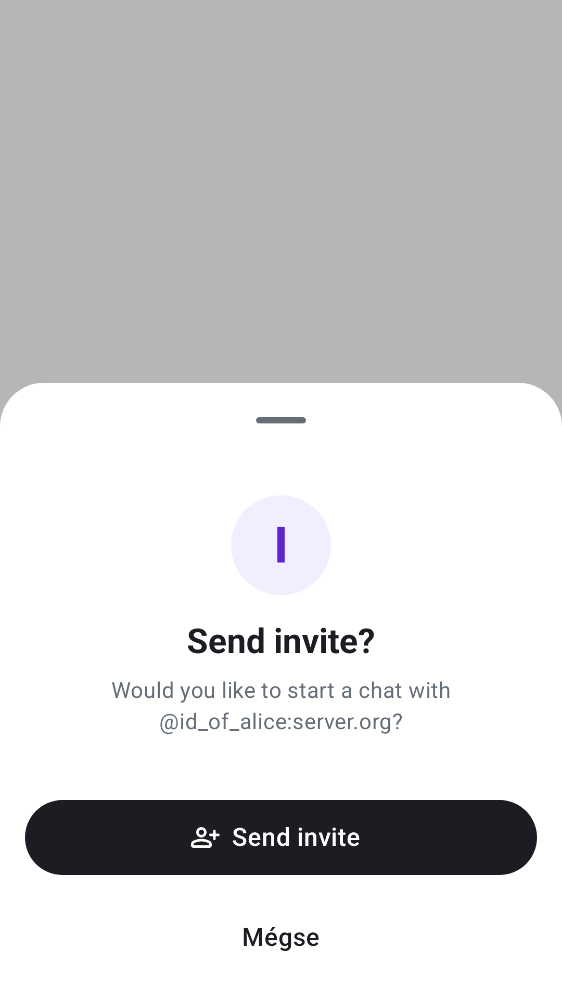 I
Send invite?
Would you like to start a chat with
@id_of_alice:server.org?
Send invite
Mégse